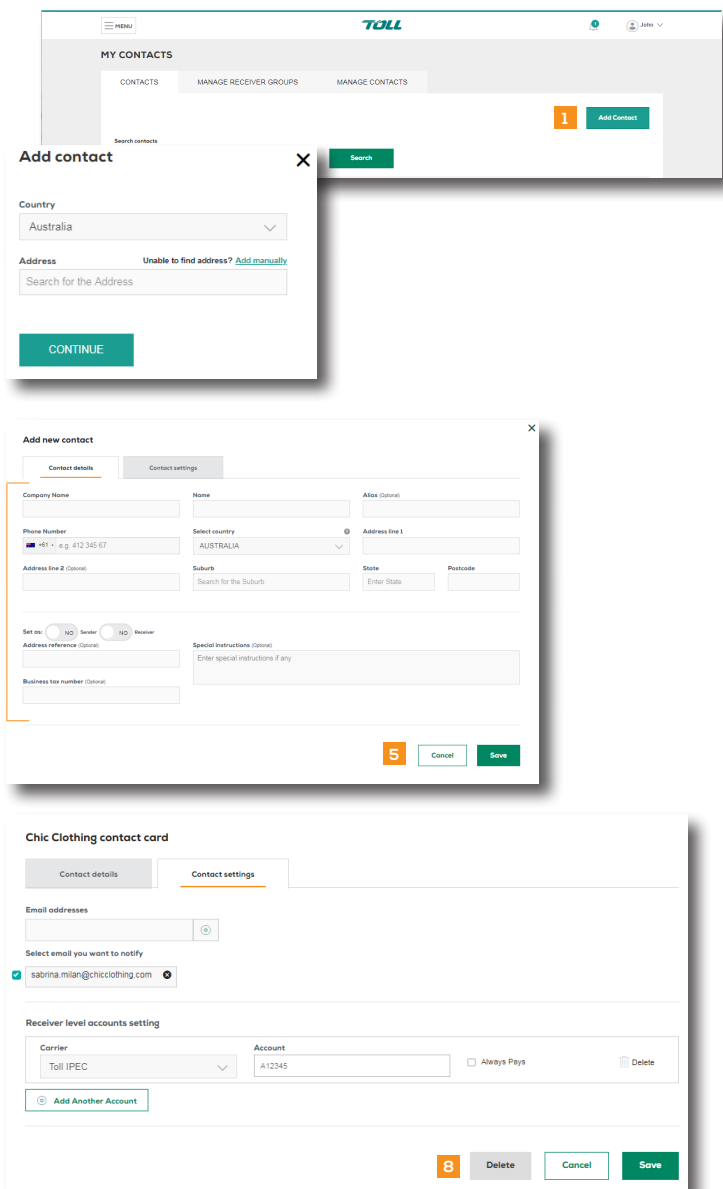 MENU
TOLL
1
John
MY CONTACTS
CONTACTS MANAGE RECEIVER GROUPS MANAGE CONTACTS
1 Add Contact
Search contacts
Search
Add contact
Country
Australia
Address Unable to find address? Add manually
Search for the Address
CONTINUE
Add new contact
Contact details Contact settings
Company Name Name Alias (Optional)
Phone Number Select country Address line 1
+61 e.g. 412 345 67 AUSTRALIA
Address line 2 (Optional) Suburb State Postcode
Search for the Suburb Enter State
Set as: NO Sender NO Receiver
Address reference (Optional) Special instructions (Optional)
Enter special instructions if any
Business tax number (Optional)
5 Cancel Save
Chic Clothing contact card
Contact details Contact settings
Email addresses
Select email you want to notify
sabrina.milan@chicclothing.com
Receiver level accounts setting
Carrier Account
Toll IPEC A12345 Always Pays Delete
Add Another Account
8 Delete Cancel Save